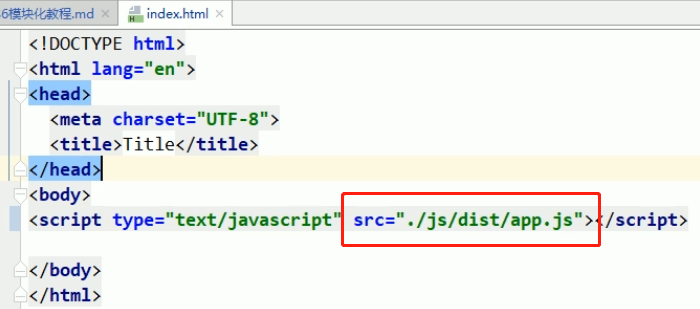 6模块化教程.md × index.html ×
<!DOCTYPE html>
<html lang="en">
<head>
<meta charset="UTF-8">
<title>Title</title>
</head>
<body>
<script type="text/javascript" src="./js/dist/app.js"></script>
</body>
</html>